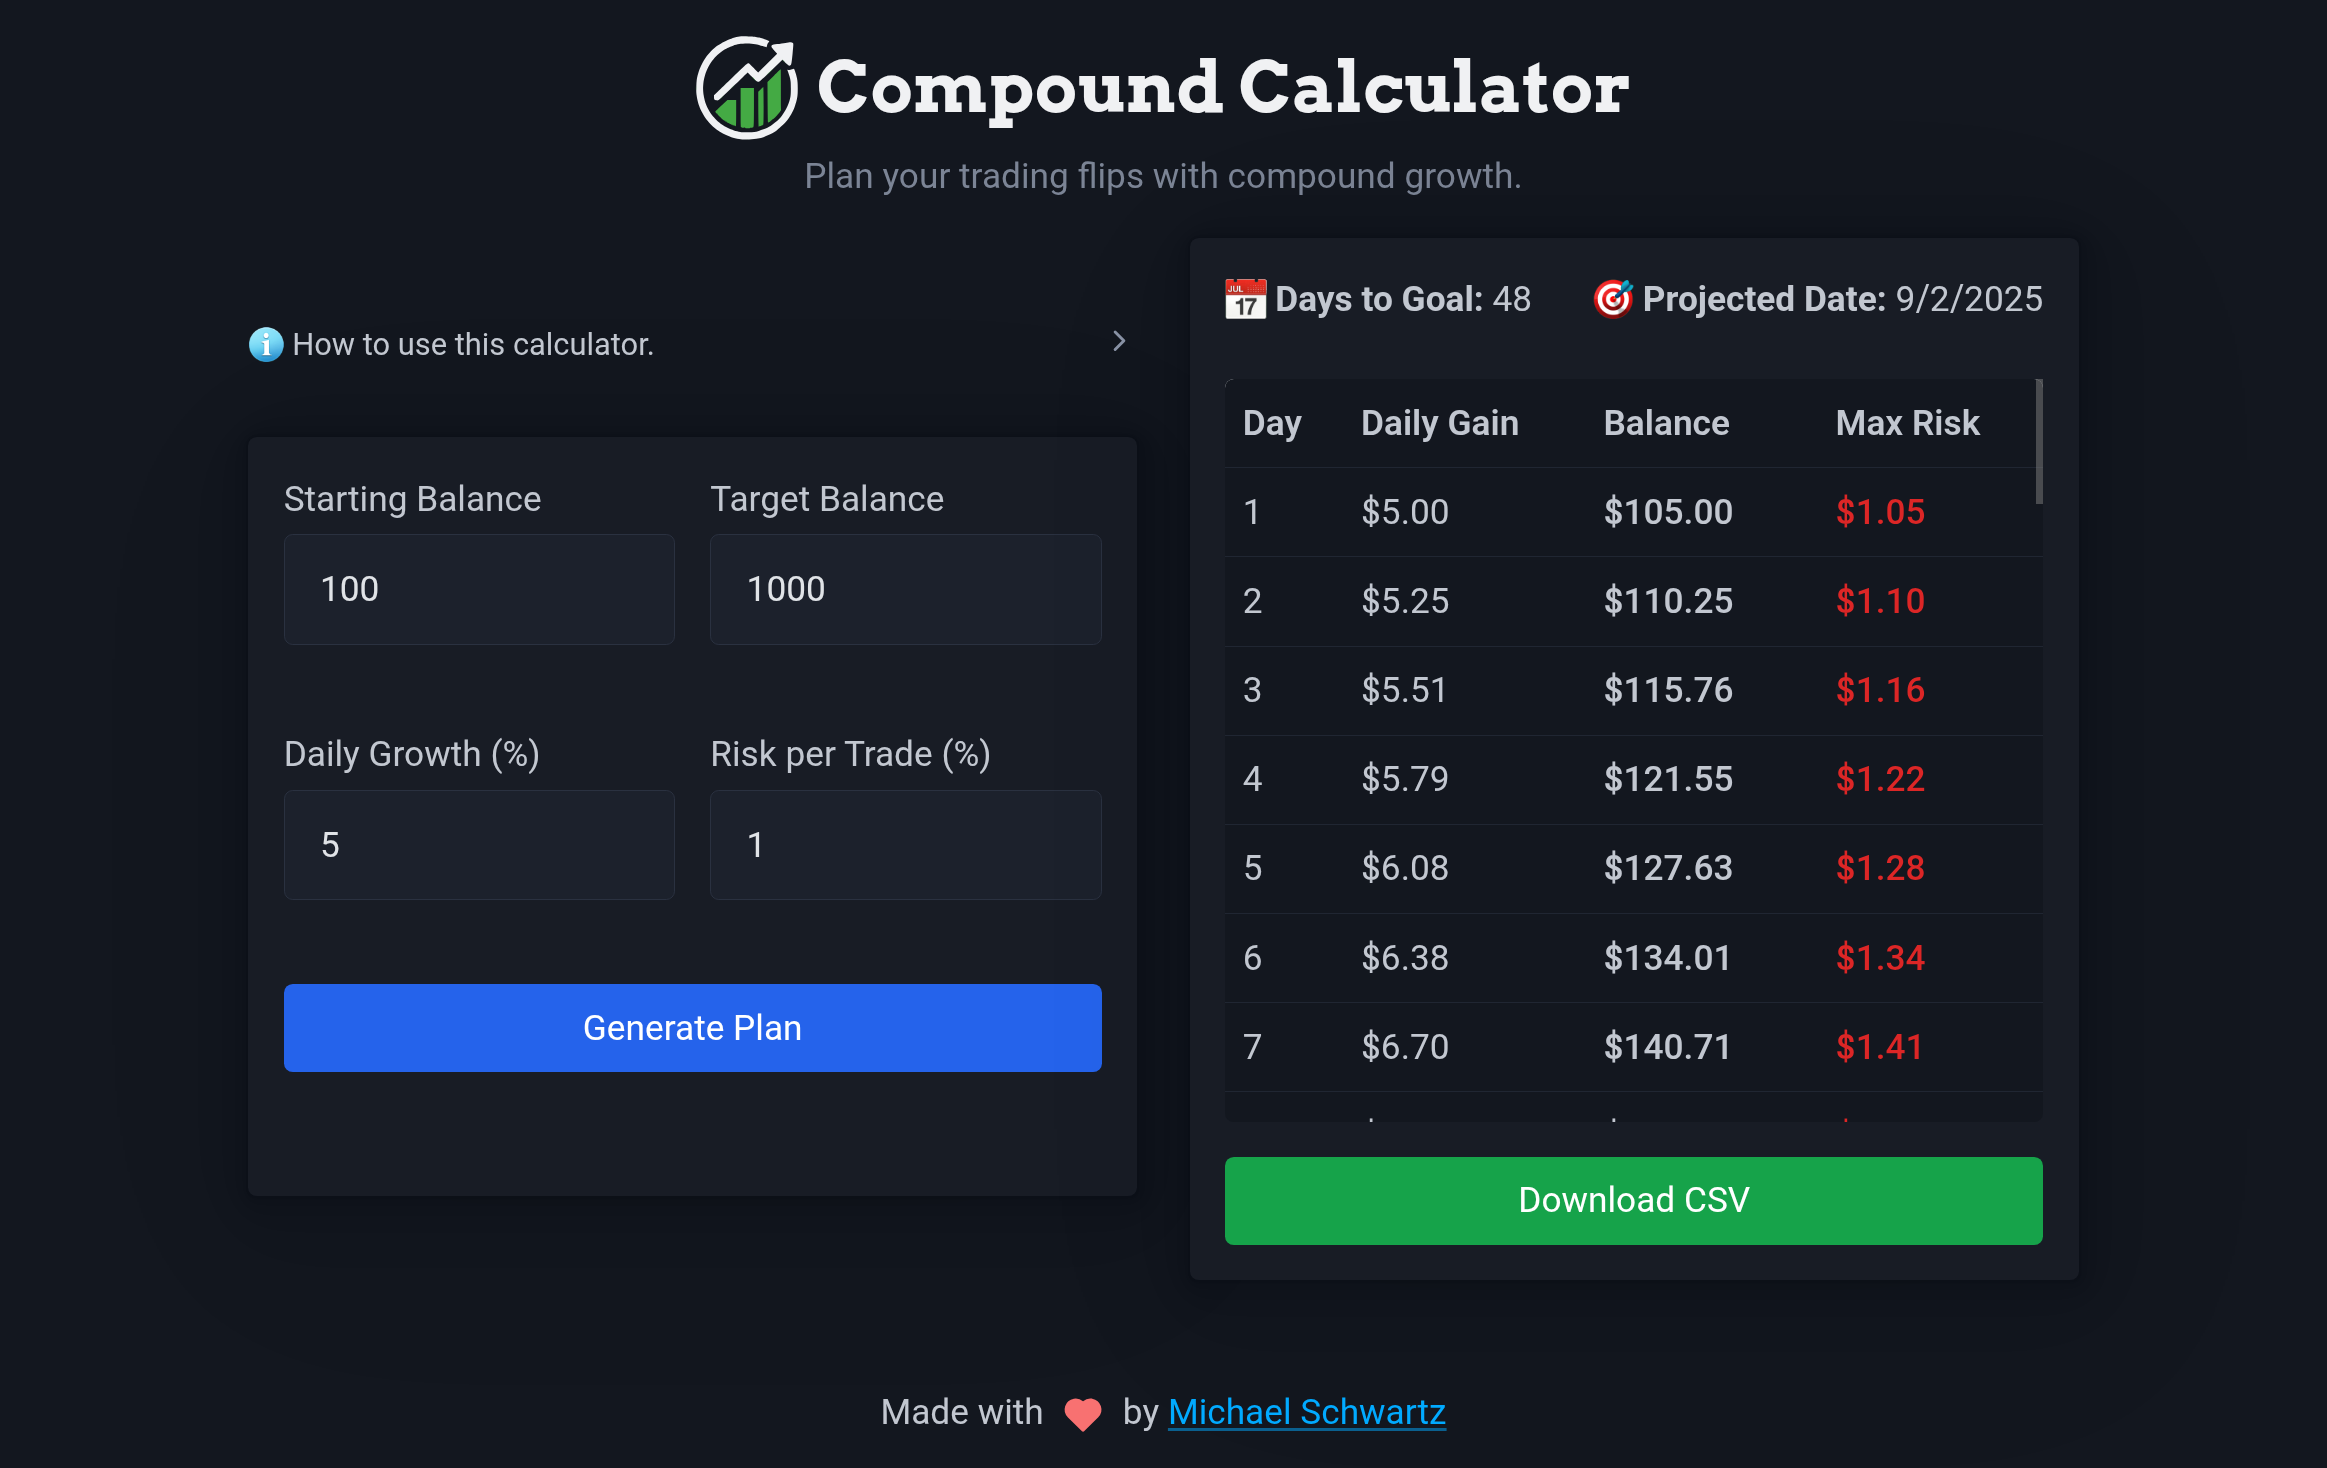 Compound Calculator
Plan your trading flips with compound growth.
How to use this calculator.
Starting Balance
Target Balance
100
1000
Daily Growth (%)
Risk per Trade (%)
5
1
Generate Plan
JUL 17 Days to Goal: 48
Projected Date: 9/2/2025
Day Daily Gain Balance Max Risk
1 $5.00 $105.00 $1.05
2 $5.25 $110.25 $1.10
3 $5.51 $115.76 $1.16
4 $5.79 $121.55 $1.22
5 $6.08 $127.63 $1.28
6 $6.38 $134.01 $1.34
7 $6.70 $140.71 $1.41
Download CSV
Made with ❤ by Michael Schwartz